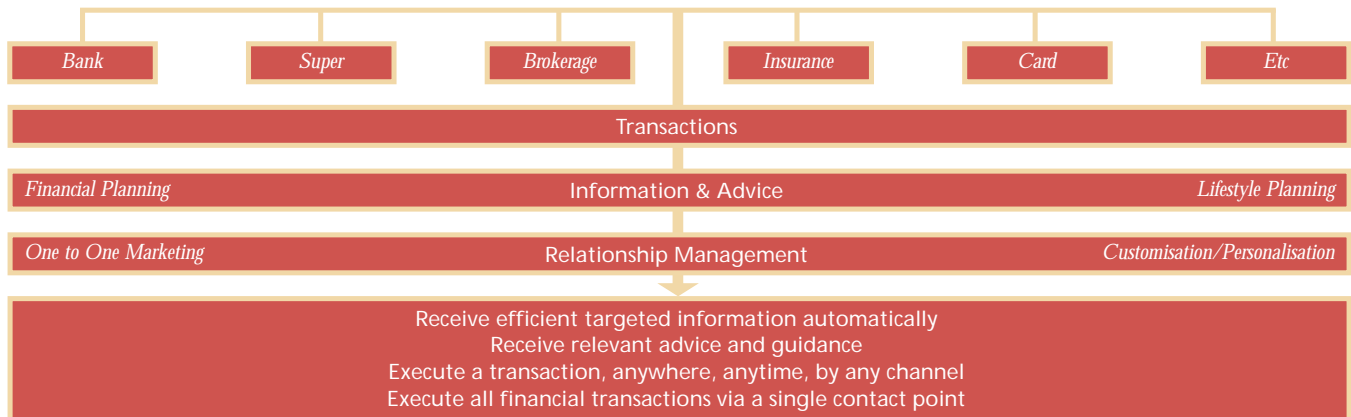 Bank
Super
Brokerage
Insurance
Card
Etc
Transactions
Financial Planning
Information & Advice
Lifestyle Planning
One to One Marketing
Relationship Management
Customisation/Personalisation
Receive efficient targeted information automatically
Receive relevant advice and guidance
Execute a transaction, anywhere, anytime, by any channel
Execute all financial transactions via a single contact point